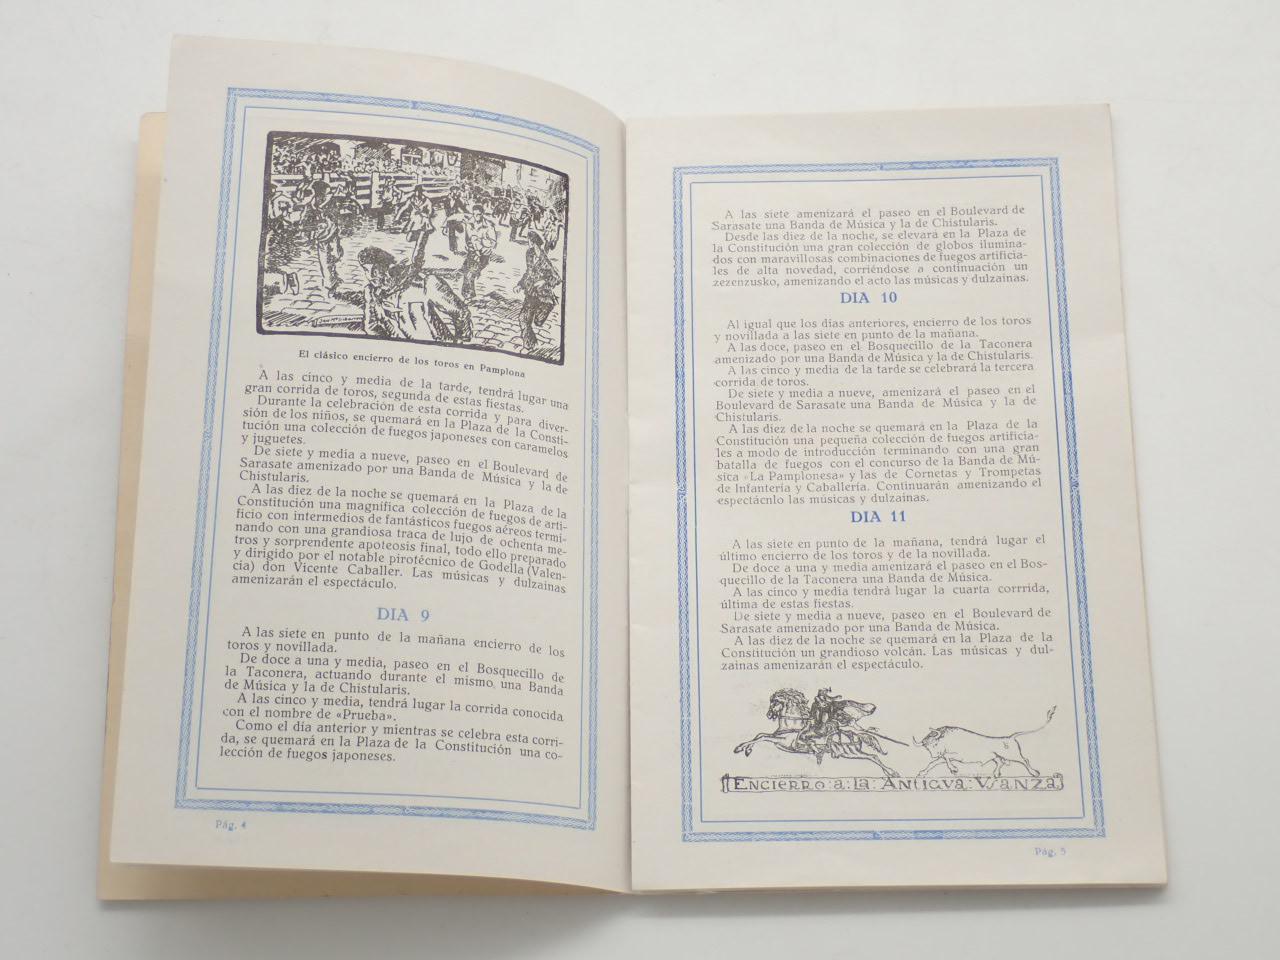 El clásico encierro de los toros en Pamplona
A las cinco y media de la tarde, tendrá lugar una
gran corrida de toros, segunda de estas fiestas.
Durante la celebración de esta corrida y para diver-
sión de los niños, se quemará en la Plaza de la Consti-
tución una colección de fuegos japoneses con caramelos
y juguetes.
De siete y media a nueve, paseo en el Boulevard de
Sarasate amenizado por una Banda de Música y la de
Chistularis.
A las diez de la noche se quemará en la Plaza de la
Constitución una magnífica colección de fuegos de arti-
ficio con intermedios de fantásticos fuegos aéreos termi-
nando con una grandiosa traca de lujo de ochenta me-
tros y sorprendente apoteosis final, todo ello preparado
y dirigido por el notable pirotécnico de Godella (Valen-
cia) don Vicente Caballer. Las músicas y dulzainas
amenizarán el espectáculo.
DIA 9
A las siete en punto de la mañana encierro de los
toros y novillada.
De doce a una y media, paseo en el Bosquecillo de
la Taconera, actuando durante el mismo una Banda
de Música y la de Chistularis.
A las cinco y media, tendrá lugar la corrida conocida
con el nombre de «Prueba».
Como el día anterior y mientras se celebra esta corri-
da, se quemará en la Plaza de la Constitución una co-
lección de fuegos japoneses.
Pág. 4
A las siete amenizará el paseo en el Boulevard de
Sarasate una Banda de Música y la de Chistularis.
Desde las diez de la noche, se elevará en la Plaza de
la Constitución una gran colección de globos ilumina-
dos con maravillosas combinaciones de fuegos artificia-
les de alta novedad, corriéndose a continuación un
zezenzusko, amenizando el acto las músicas y dulzainas.
DIA 10
Al igual que los días anteriores, encierro de los toros
y novillada a las siete en punto de la mañana.
A las doce, paseo en el Bosquecillo de la Taconera
amenizado por una Banda de Música y la de Chistularis.
A las cinco y media de la tarde se celebrará la tercera
corrida de toros.
De siete y media a nueve, amenizará el paseo en el
Boulevard de Sarasate una Banda de Música y la de
Chistularis.
A las diez de la noche se quemará en la Plaza de la
Constitución una pequeña colección de fuegos artificia-
les a modo de introducción terminando con una gran
batalla de fuegos con el concurso de la Banda de Mú-
sica «La Pamplonesa» y las de Cornetas y Trompetas
de Infantería y Caballería. Continuarán amenizando el
espectácnlo las músicas y dulzainas.
DIA 11
A las siete en punto de la mañana, tendrá lugar el
último encierro de los toros y de la novillada.
De doce a una y media amenizará el paseo en el Bos-
quecillo de la Taconera una Banda de Música.
A las cinco y media tendrá lugar la cuarta corrrida,
última de estas fiestas.
De siete y media a nueve, paseo en el Boulevard de
Sarasate amenizado por una Banda de Música.
A las diez de la noche se quemará en la Plaza de la
Constitución un grandioso volcán. Las músicas y dul-
zainas amenizarán el espectáculo.
ENCIERRO : A : LA : ANTIGVA : VSANZA
Pág. 5